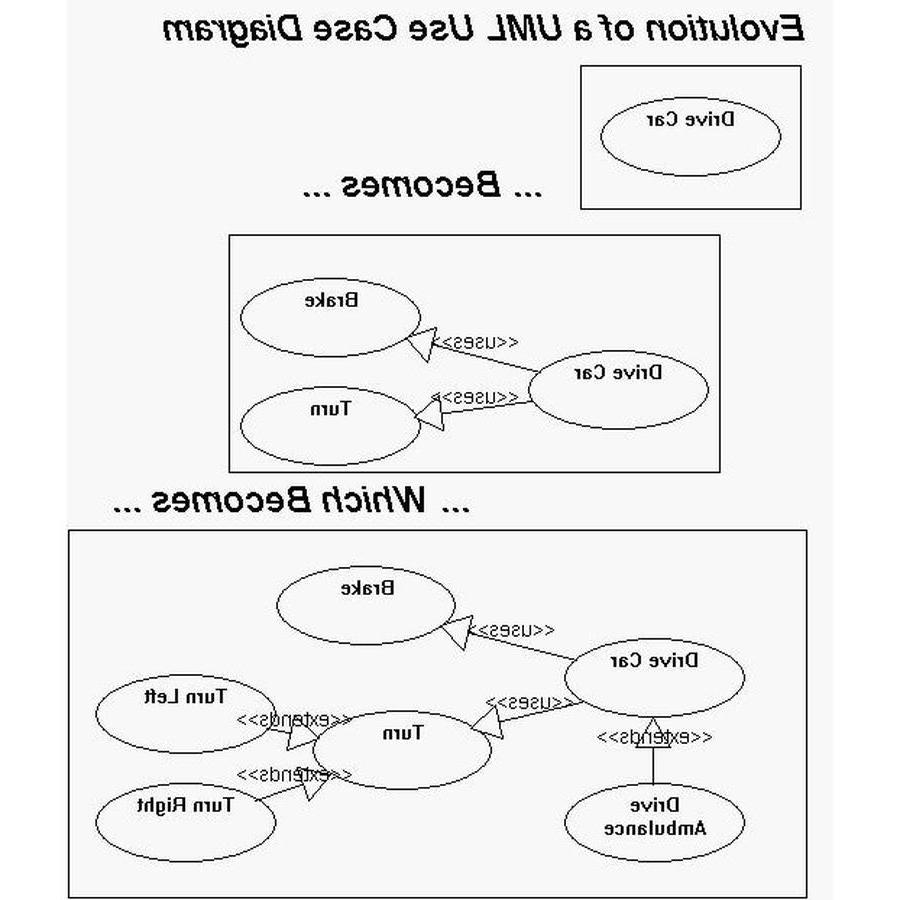 Evolution of a UML Use Case Diagram
Drive Car
... Becomes ...
Brake
<<uses>>
Drive Car
<<uses>>
Turn
... Which Becomes ...
Brake
<<uses>>
Drive Car
Turn Left
<<uses>>
<<extends>>
Turn
<<extends>>
<<extends>>
Turn Right
Drive
Ambulance